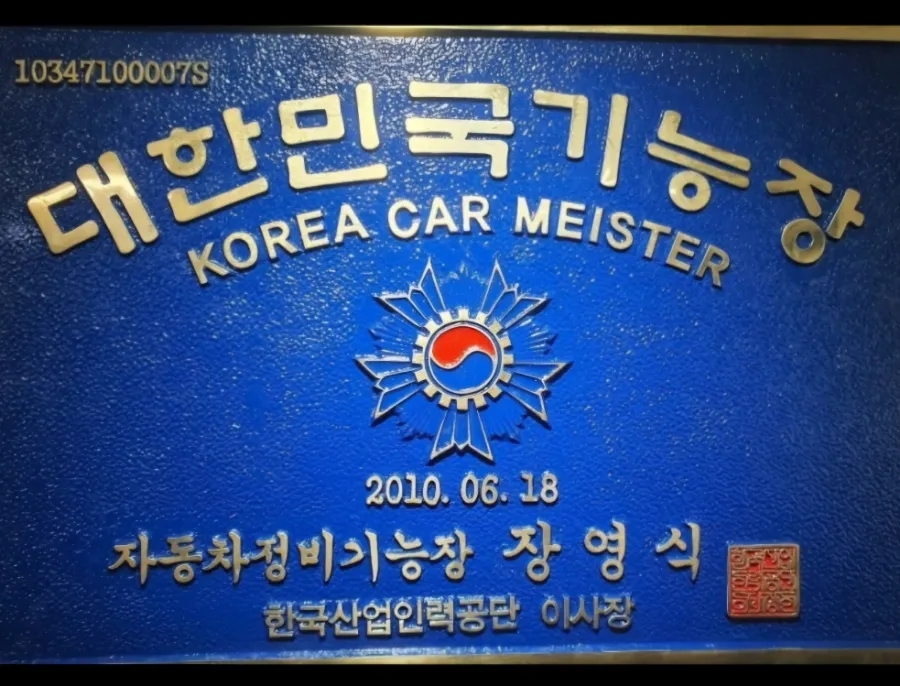 10347100007S
대한민국기능장
KOREA CAR MEISTER
2010. 06. 18
자동차정비기능장 장영식
한국산업인력공단 이사장